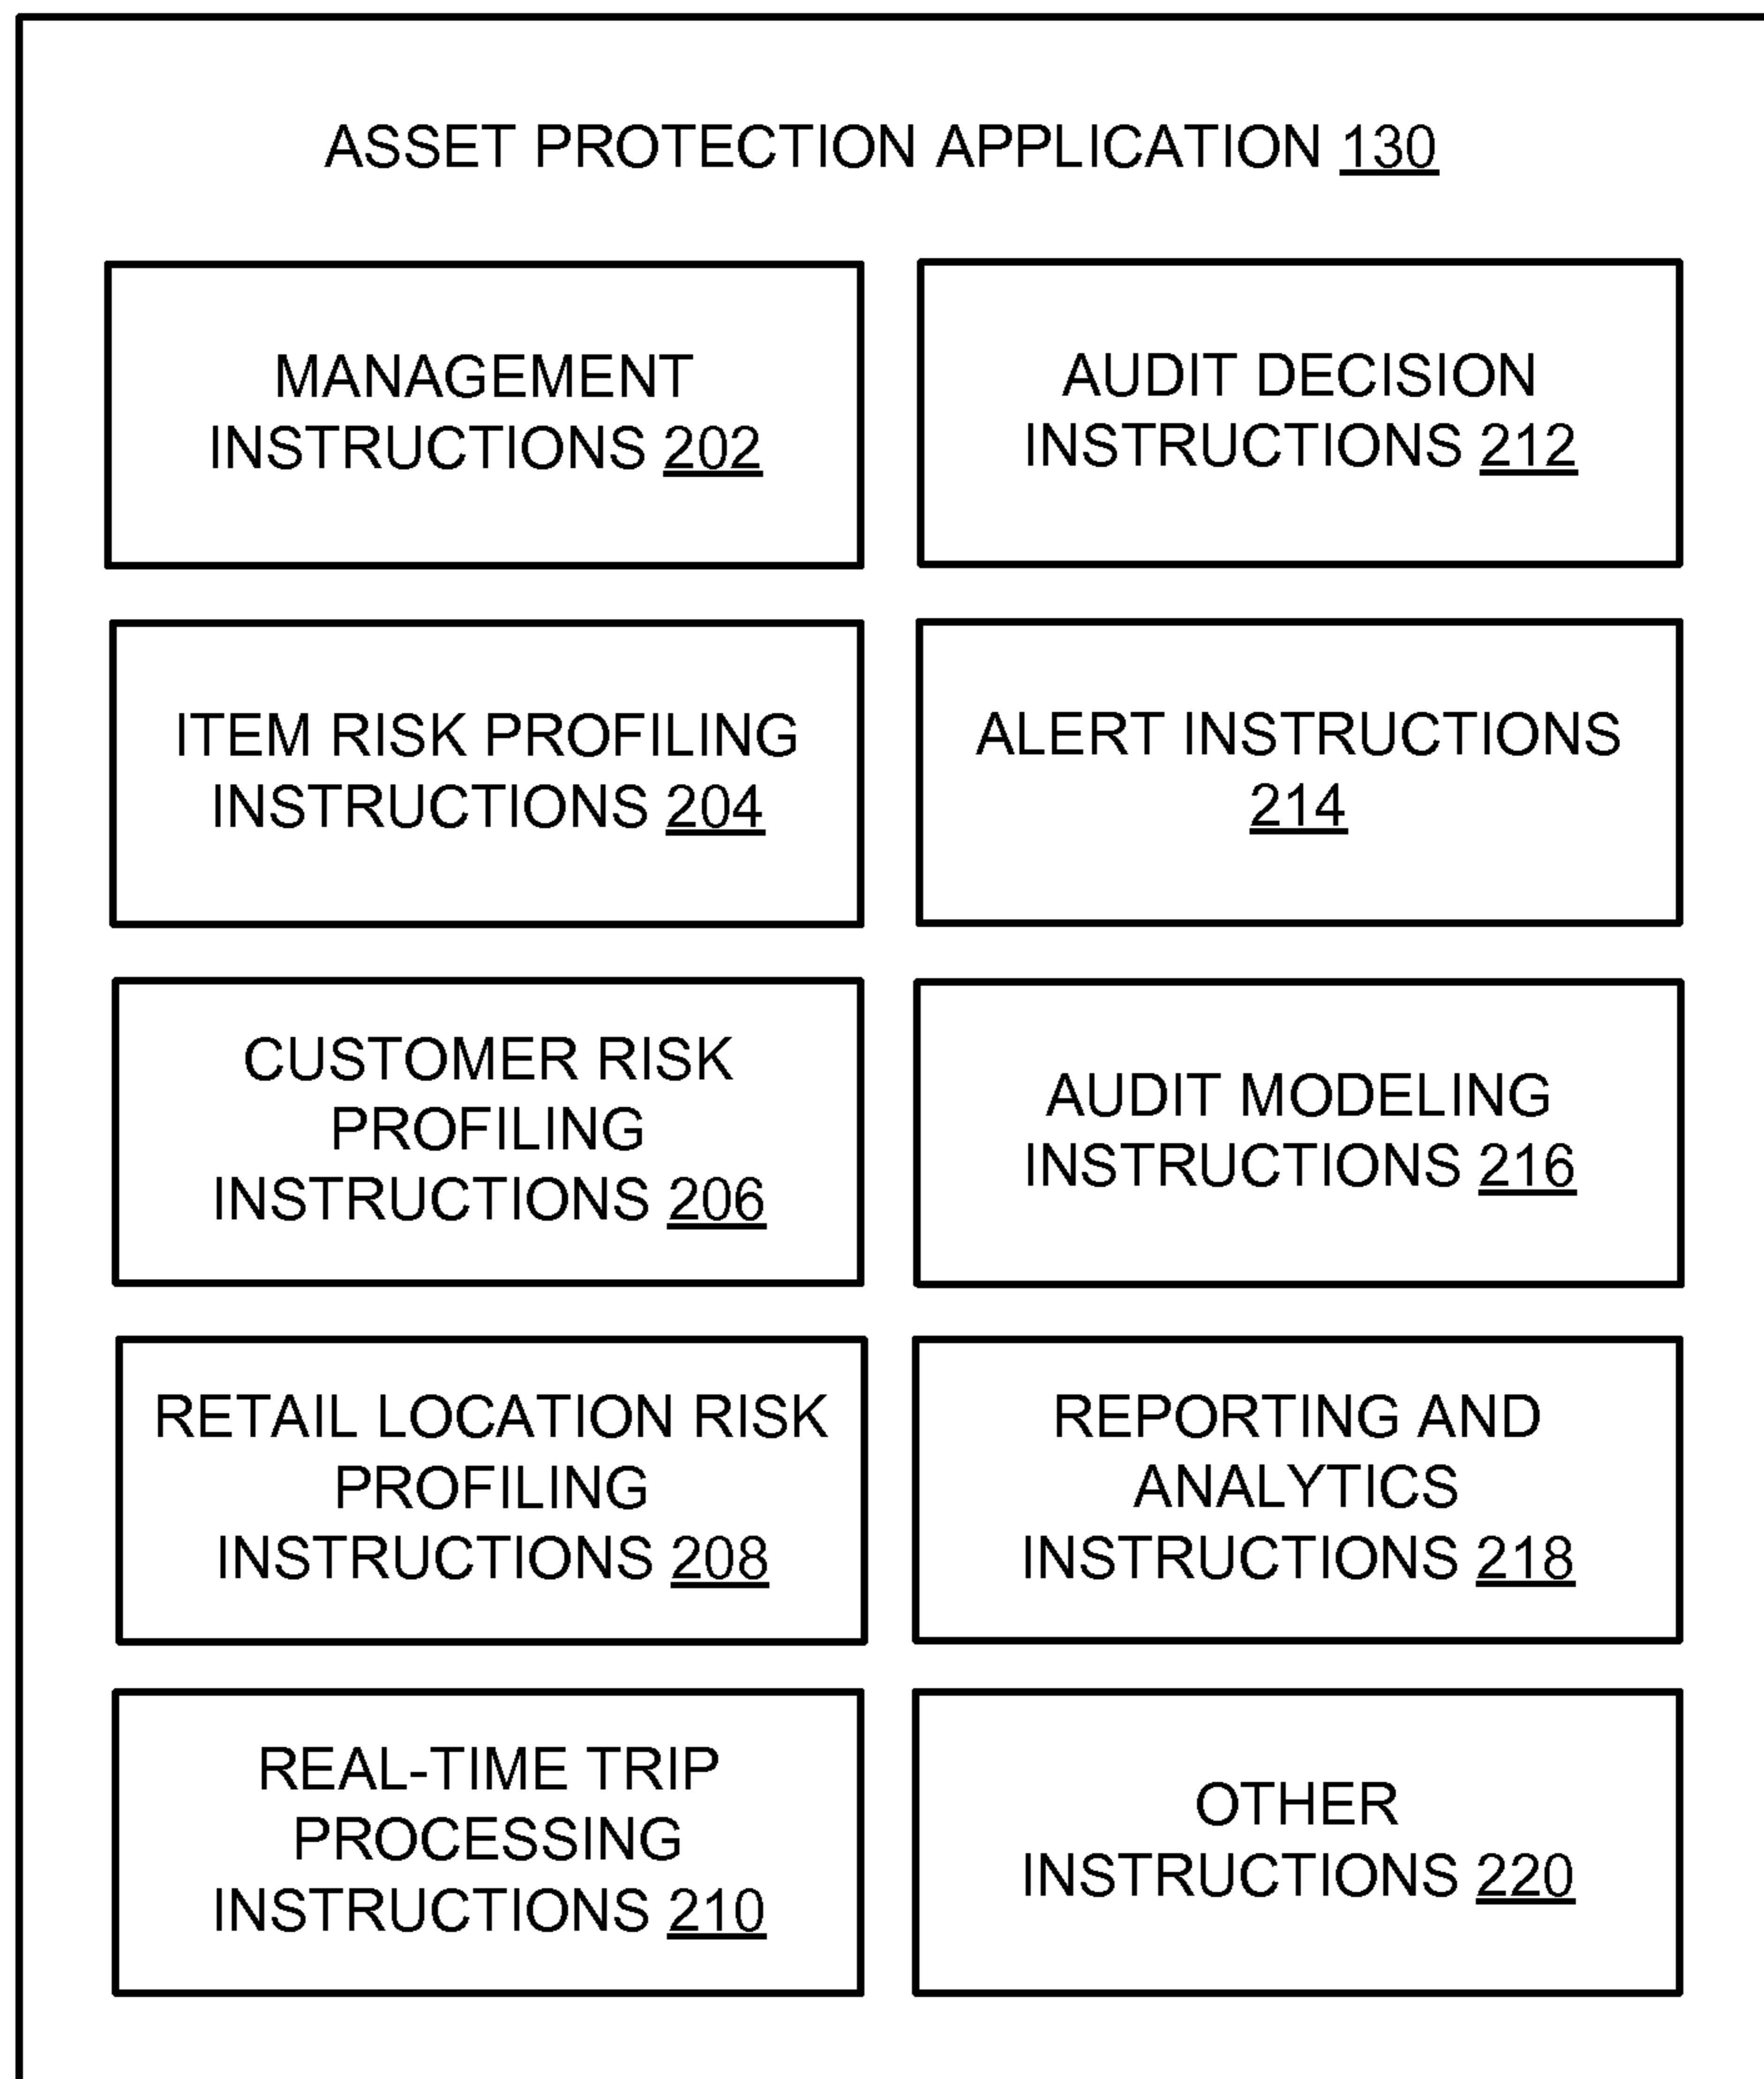 ASSET PROTECTION APPLICATION 130
MANAGEMENT
INSTRUCTIONS 202
ITEM RISK PROFILING
INSTRUCTIONS 204
CUSTOMER RISK
PROFILING
INSTRUCTIONS 206
RETAIL LOCATION RISK
PROFILING
INSTRUCTIONS 208
REAL-TIME TRIP
PROCESSING
INSTRUCTIONS 210
AUDIT DECISION
INSTRUCTIONS 212
ALERT INSTRUCTIONS
214
AUDIT MODELING
INSTRUCTIONS 216
REPORTING AND
ANALYTICS
INSTRUCTIONS 218
OTHER
INSTRUCTIONS 220